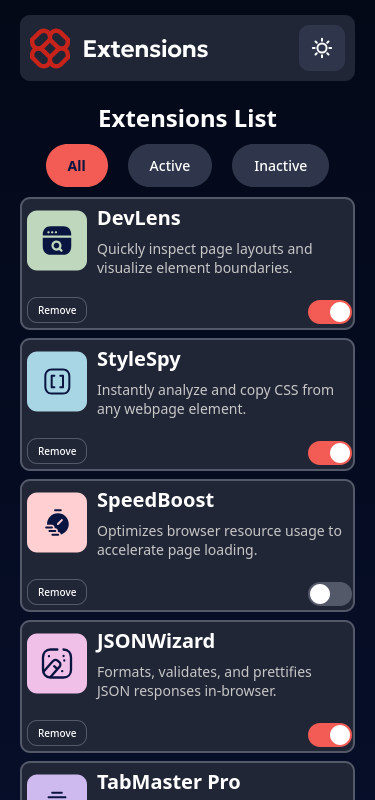 Extensions
Extensions List
All
Active
Inactive
DevLens
Quickly inspect page layouts and
visualize element boundaries.
Remove
StyleSpy
Instantly analyze and copy CSS from
any webpage element.
Remove
SpeedBoost
Optimizes browser resource usage to
accelerate page loading.
Remove
JSONWizard
Formats, validates, and prettifies
JSON responses in-browser.
Remove
TabMaster Pro